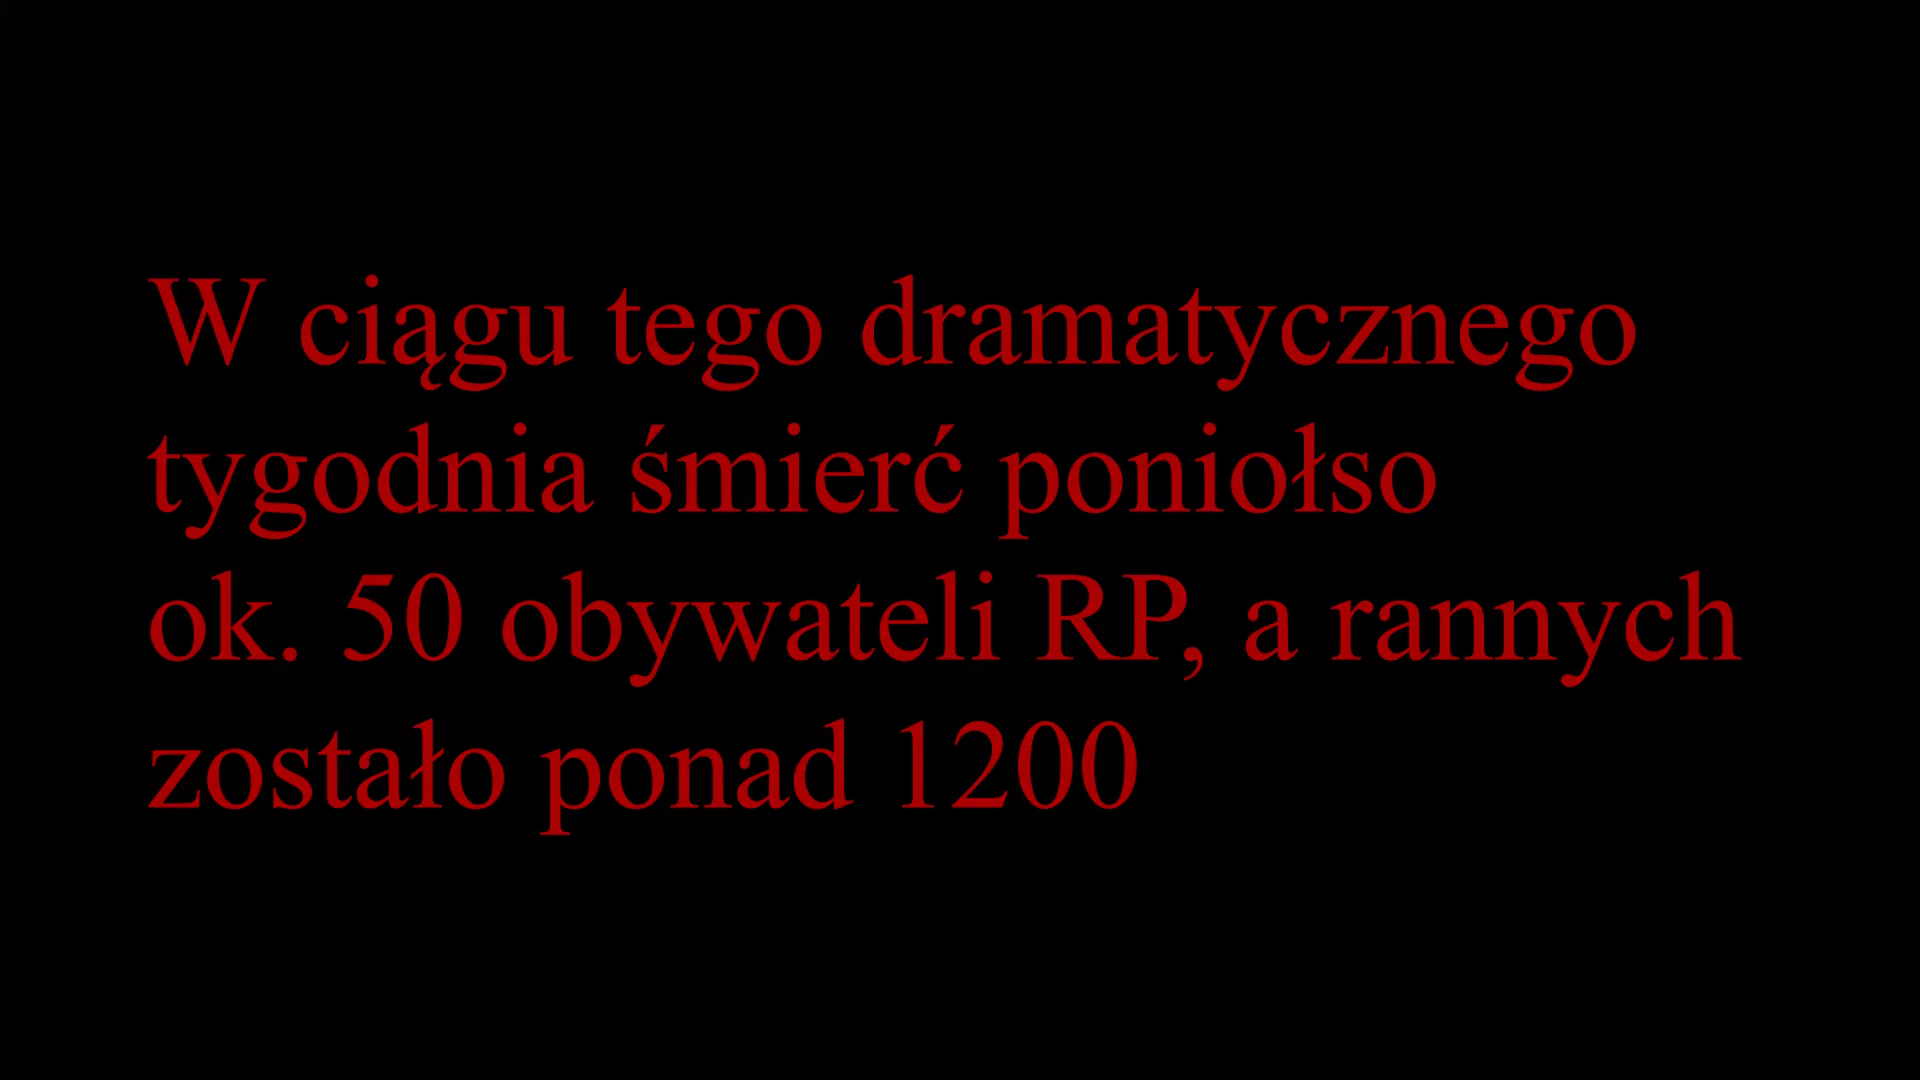 W ciągu tego dramatycznego
tygodnia śmierć poniołso
ok. 50 obywateli RP, a rannych
zostało ponad 1200